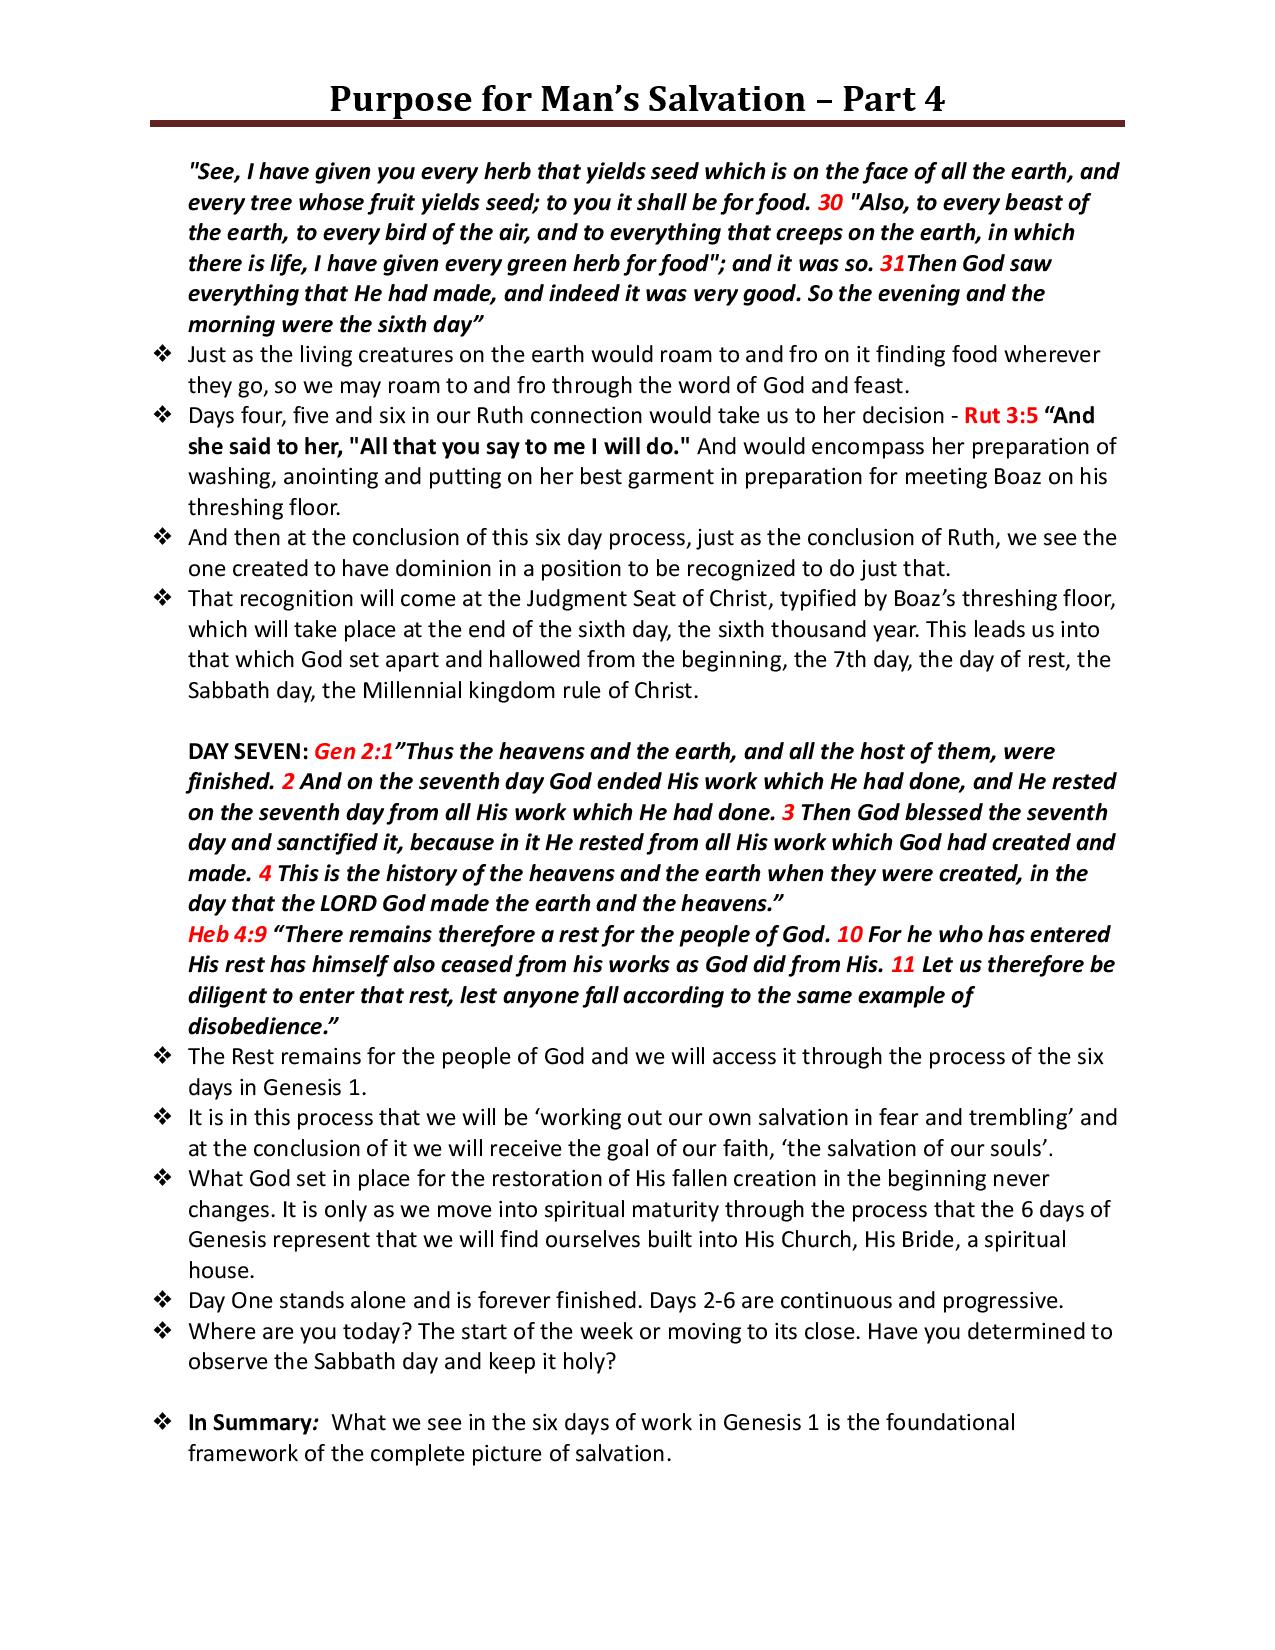 Purpose for Man’s Salvation – Part 4
"See, I have given you every herb that yields seed which is on the face of all the earth, and
every tree whose fruit yields seed; to you it shall be for food. 30 "Also, to every beast of
the earth, to every bird of the air, and to everything that creeps on the earth, in which
there is life, I have given every green herb for food"; and it was so. 31Then God saw
everything that He had made, and indeed it was very good. So the evening and the
morning were the sixth day”
❖ Just as the living creatures on the earth would roam to and fro on it finding food wherever
they go, so we may roam to and fro through the word of God and feast.
❖ Days four, five and six in our Ruth connection would take us to her decision - Rut 3:5 “And
she said to her, "All that you say to me I will do." And would encompass her preparation of
washing, anointing and putting on her best garment in preparation for meeting Boaz on his
threshing floor.
❖ And then at the conclusion of this six day process, just as the conclusion of Ruth, we see the
one created to have dominion in a position to be recognized to do just that.
❖ That recognition will come at the Judgment Seat of Christ, typified by Boaz’s threshing floor,
which will take place at the end of the sixth day, the sixth thousand year. This leads us into
that which God set apart and hallowed from the beginning, the 7th day, the day of rest, the
Sabbath day, the Millennial kingdom rule of Christ.
DAY SEVEN: Gen 2:1”Thus the heavens and the earth, and all the host of them, were
finished. 2 And on the seventh day God ended His work which He had done, and He rested
on the seventh day from all His work which He had done. 3 Then God blessed the seventh
day and sanctified it, because in it He rested from all His work which God had created and
made. 4 This is the history of the heavens and the earth when they were created, in the
day that the LORD God made the earth and the heavens.”
Heb 4:9 “There remains therefore a rest for the people of God. 10 For he who has entered
His rest has himself also ceased from his works as God did from His. 11 Let us therefore be
diligent to enter that rest, lest anyone fall according to the same example of
disobedience.”
❖ The Rest remains for the people of God and we will access it through the process of the six
days in Genesis 1.
❖ It is in this process that we will be ‘working out our own salvation in fear and trembling’ and
at the conclusion of it we will receive the goal of our faith, ‘the salvation of our souls’.
❖ What God set in place for the restoration of His fallen creation in the beginning never
changes. It is only as we move into spiritual maturity through the process that the 6 days of
Genesis represent that we will find ourselves built into His Church, His Bride, a spiritual
house.
❖ Day One stands alone and is forever finished. Days 2-6 are continuous and progressive.
❖ Where are you today? The start of the week or moving to its close. Have you determined to
observe the Sabbath day and keep it holy?
❖ In Summary: What we see in the six days of work in Genesis 1 is the foundational
framework of the complete picture of salvation.